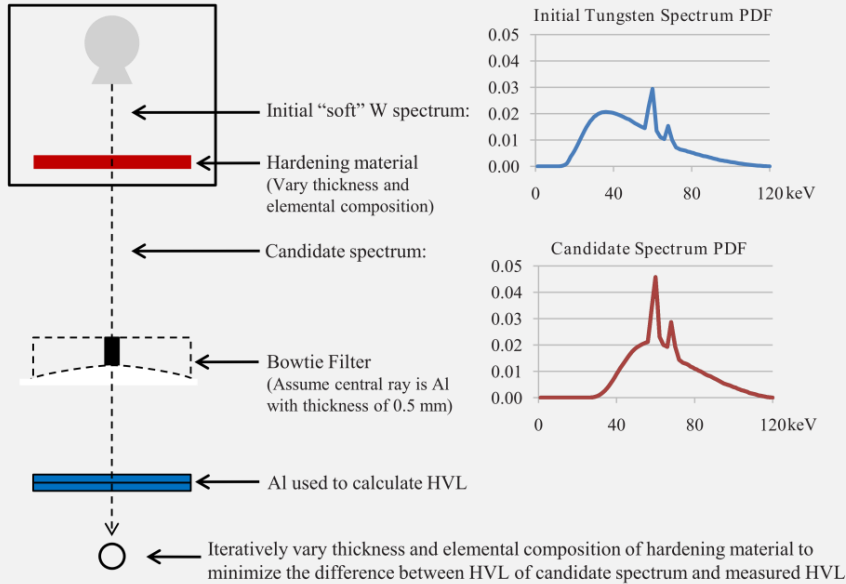 Initial Tungsten Spectrum PDF
0.05
0.04
0.03
0.02
0.01
0.00
0 40 80 120 keV
Initial “soft” W spectrum:
Hardening material
(Vary thickness and
elemental composition)
Candidate spectrum:
Candidate Spectrum PDF
0.05
0.04
0.03
0.02
0.01
0.00
0 40 80 120keV
Bowtie Filter
(Assume central ray is Al
with thickness of 0.5 mm)
Al used to calculate HVL
Iteratively vary thickness and elemental composition of hardening material to
minimize the difference between HVL of candidate spectrum and measured HVL